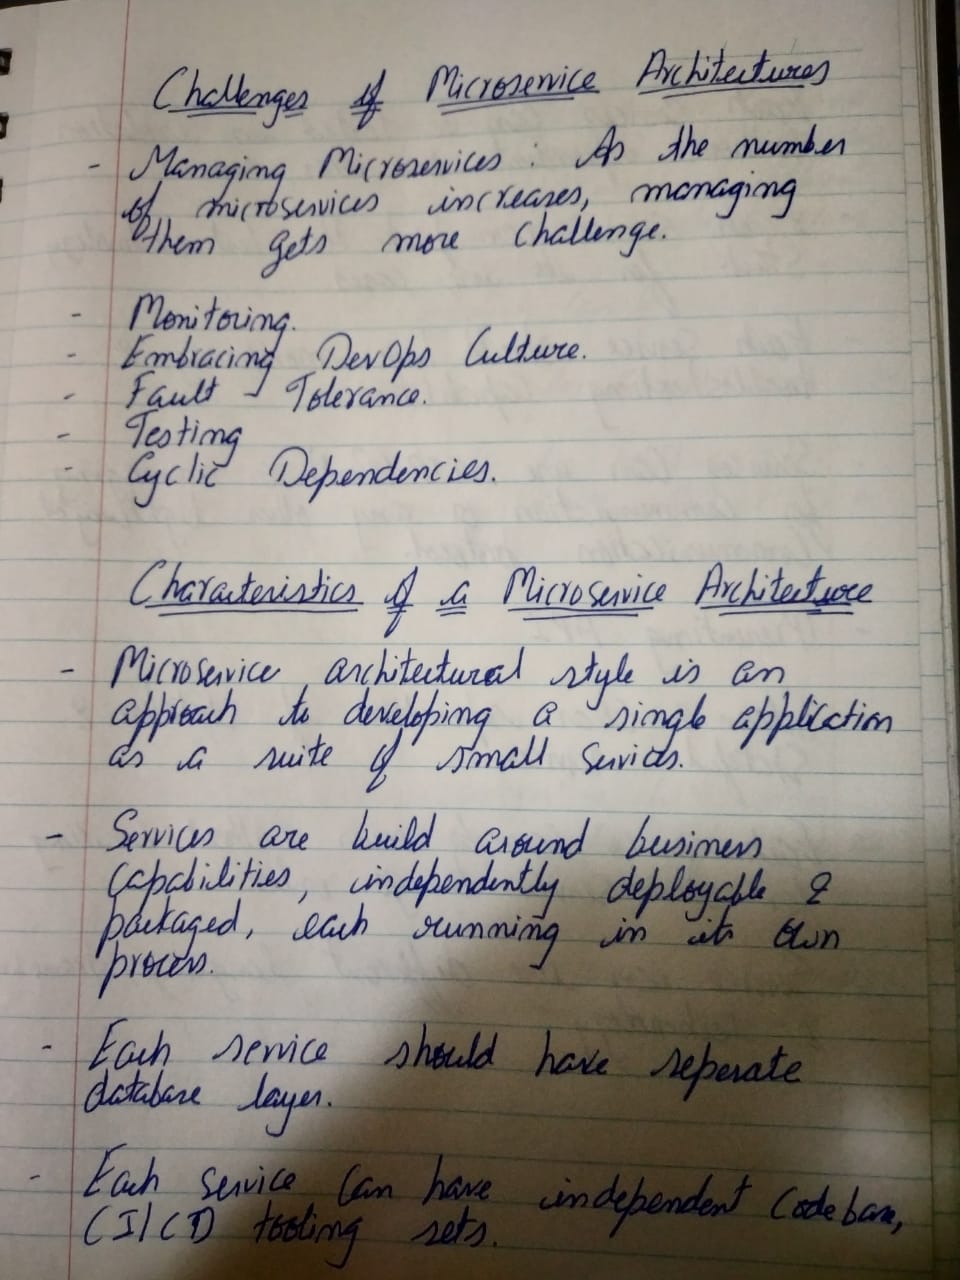 Challenges of Microservice Architectures
- Managing Microservices : As the number
of microservices increases, managing
them gets more challenge.
- Monitoring.
- Embracing DevOps Culture.
- Fault - Tolerance.
- Testing
- Cyclic Dependencies.
Characteristics of a Microservice Architecture
- Microservice architectural style is an
approach to developing a single application
as a suite of small services.
- Services are build around business
capabilities, independently deployable &
packaged, each running in its own
process.
- Each service should have seperate
database layer.
- Each service can have independent Codebase,
CI/CD tooling sets.